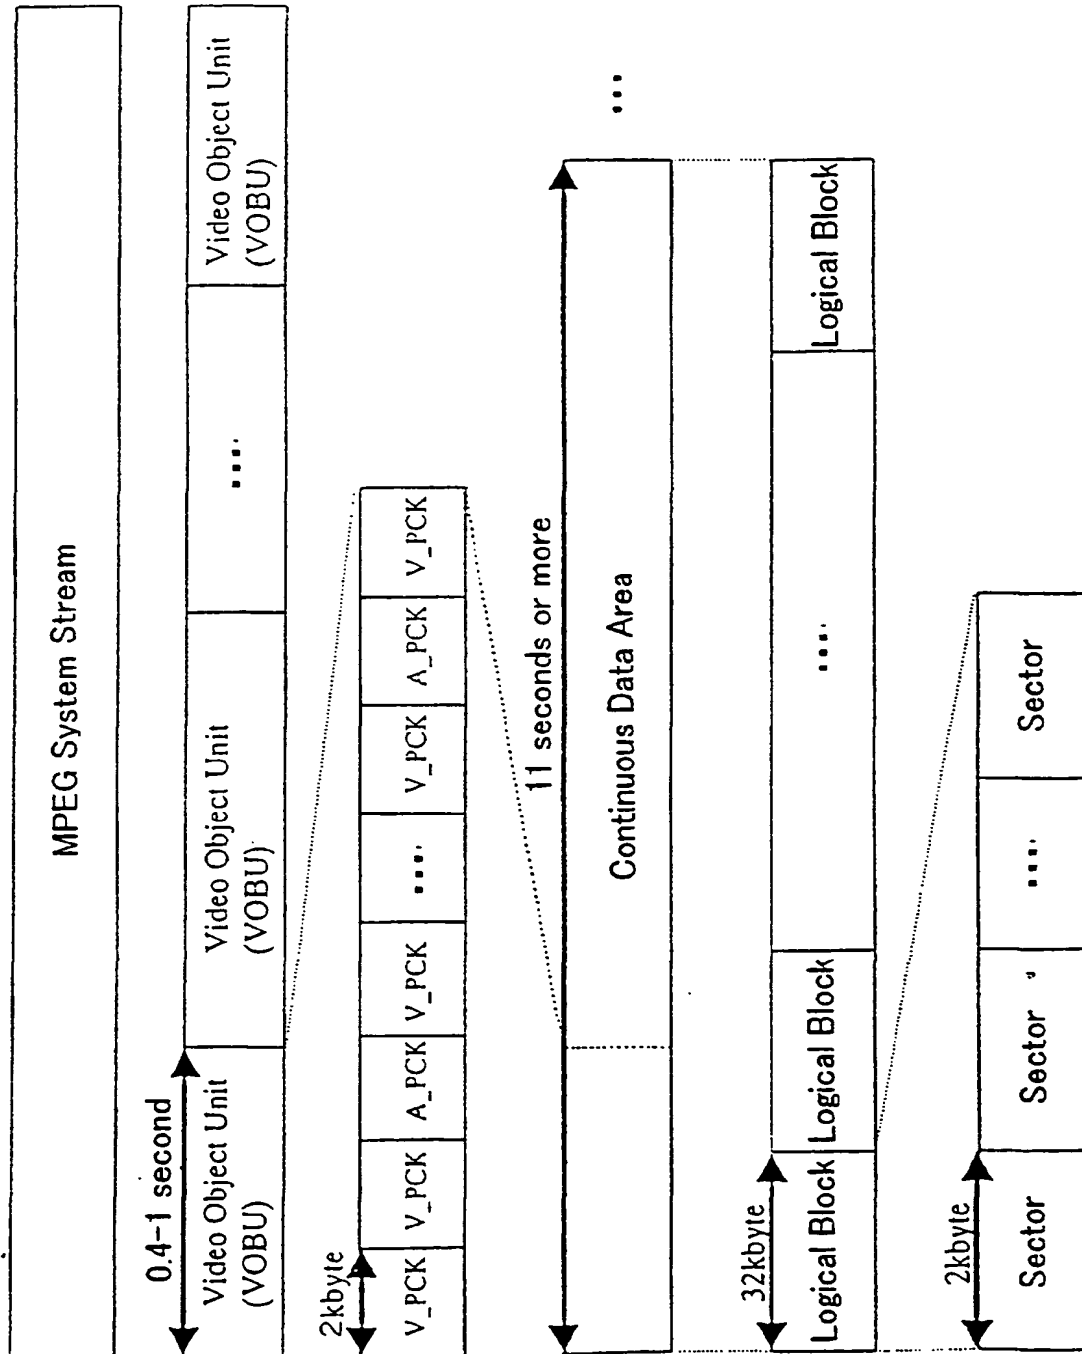 MPEG System Stream
0.4-1 second
Video Object Unit
(VOBU)
Video Object Unit
(VOBU)
....
Video Object Unit
(VOBU)
2kbyte
V_PCK
V_PCK
A_PCK
V_PCK
....
V_PCK
A_PCK
V_PCK
11 seconds or more
Continuous Data Area
...
32kbyte
Logical Block
Logical Block
....
Logical Block
2kbyte
Sector
Sector
....
Sector